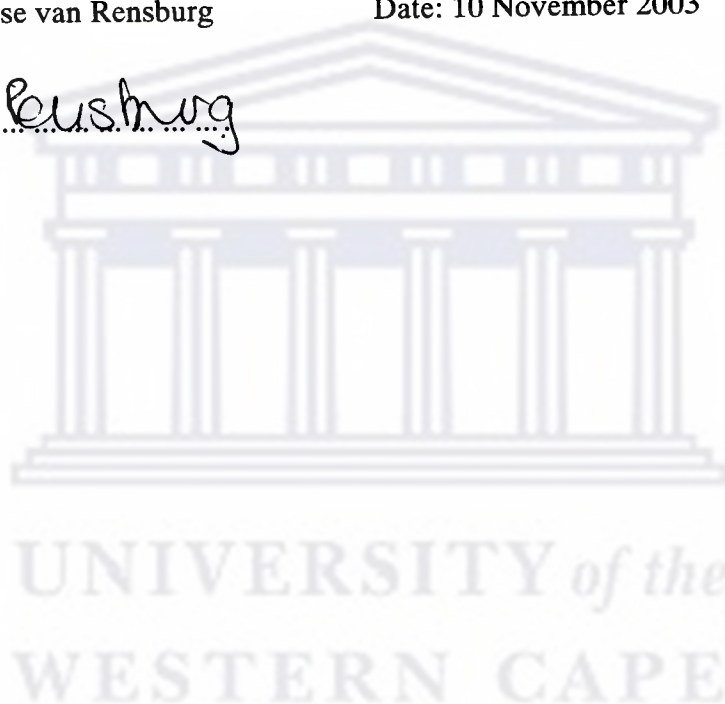 se van Rensburg Date: 10 November 2003
Rensburg
UNIVERSITY of the
WESTERN CAPE